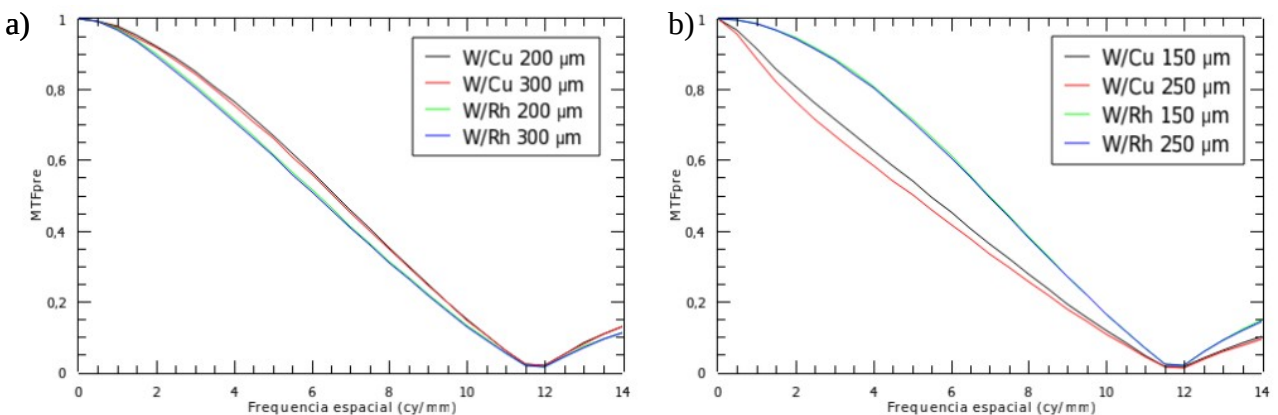 a)
1
0,8
0,6
0,4
0,2
0
MTFpre
W/Cu 200 µm
W/Cu 300 µm
W/Rh 200 µm
W/Rh 300 µm
0 2 4 6 8 10 12 14
Frequencia espacial (cy/mm)
b)
1
0,8
0,6
0,4
0,2
0
MTFpre
W/Cu 150 µm
W/Cu 250 µm
W/Rh 150 µm
W/Rh 250 µm
0 2 4 6 8 10 12 14
Frequencia espacial (cy/mm)